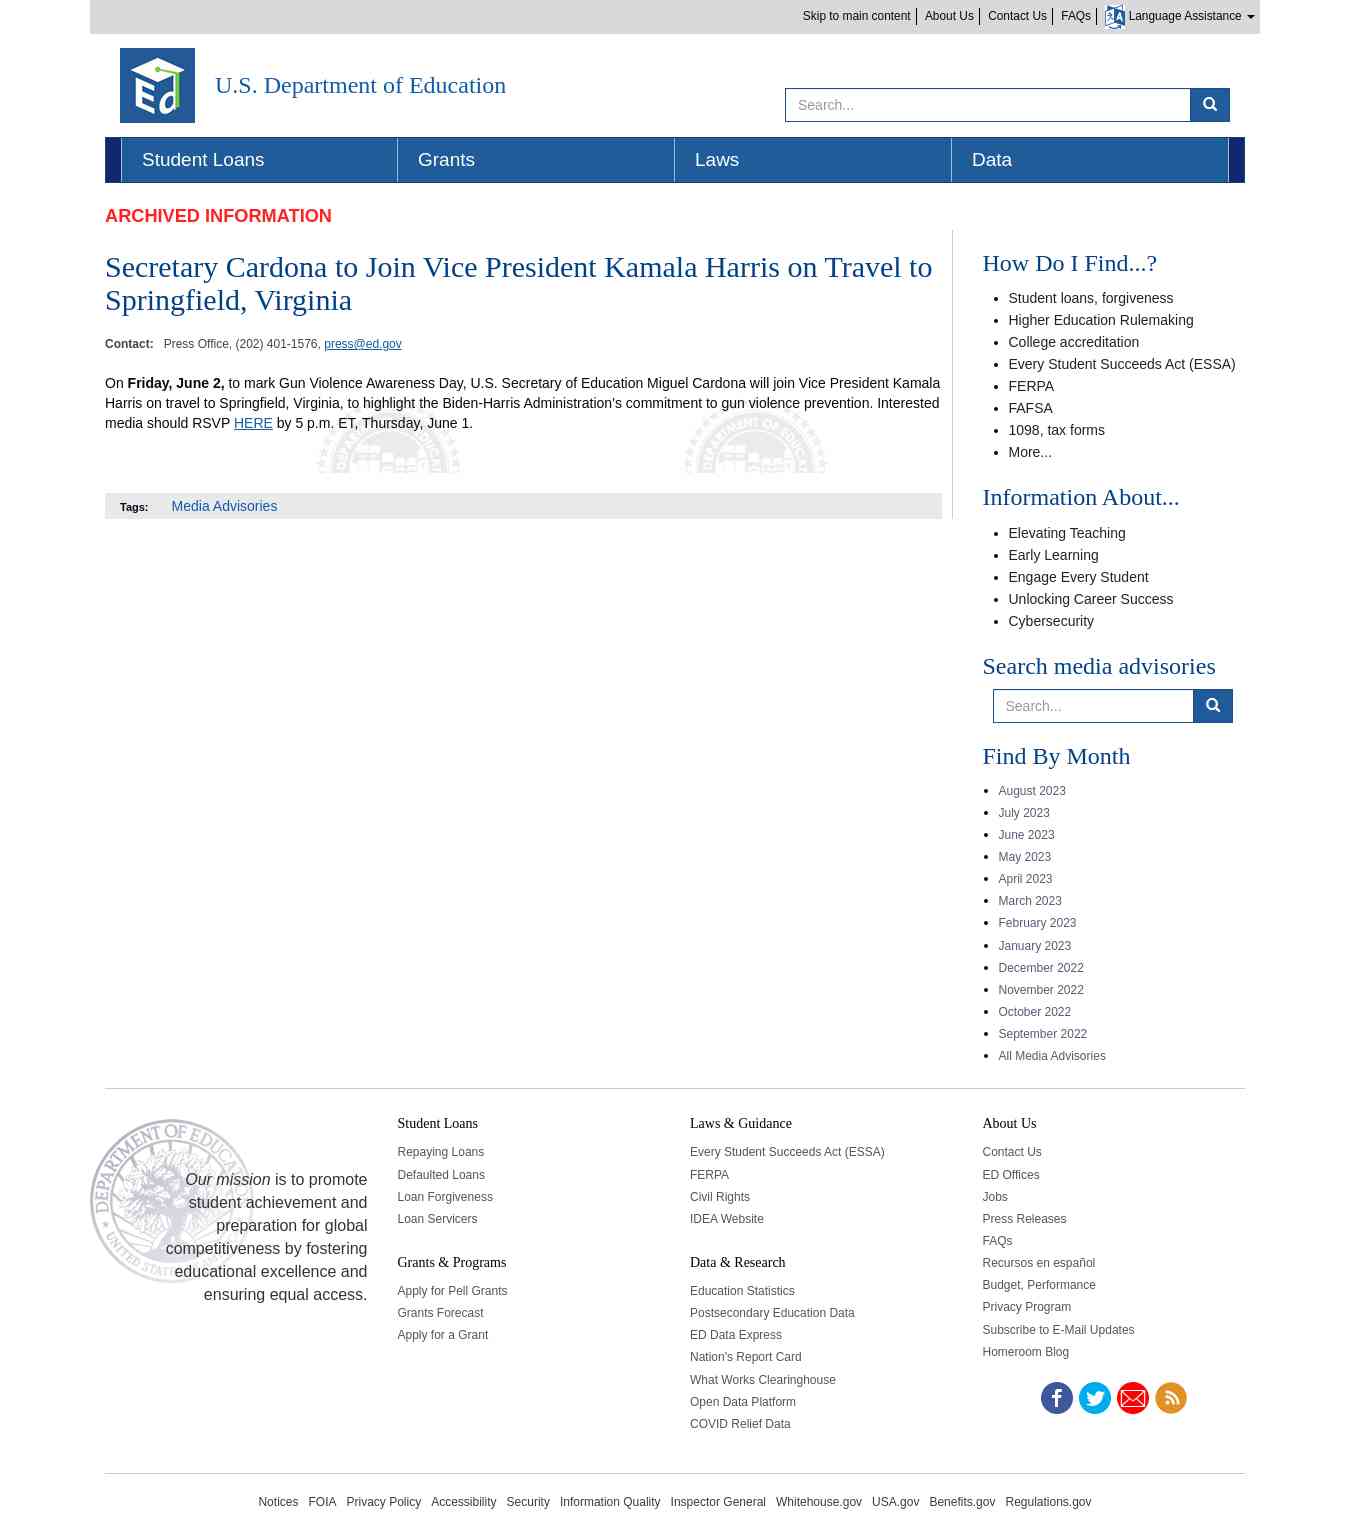 Skip to main content
About Us
Contact Us
FAQs
Language Assistance
Ed
U.S. Department of Education
Search...
Student Loans
Grants
Laws
Data
ARCHIVED INFORMATION
Secretary Cardona to Join Vice President Kamala Harris on Travel to
Springfield, Virginia
Contact: Press Office, (202) 401-1576, press@ed.gov
On Friday, June 2, to mark Gun Violence Awareness Day, U.S. Secretary of Education Miguel Cardona will join Vice President Kamala
Harris on travel to Springfield, Virginia, to highlight the Biden-Harris Administration's commitment to gun violence prevention. Interested
media should RSVP HERE by 5 p.m. ET, Thursday, June 1.
Tags: Media Advisories
How Do I Find...?
Student loans, forgiveness
Higher Education Rulemaking
College accreditation
Every Student Succeeds Act (ESSA)
FERPA
FAFSA
1098, tax forms
More...
Information About...
Elevating Teaching
Early Learning
Engage Every Student
Unlocking Career Success
Cybersecurity
Search media advisories
Search...
Find By Month
August 2023
July 2023
June 2023
May 2023
April 2023
March 2023
February 2023
January 2023
December 2022
November 2022
October 2022
September 2022
All Media Advisories
Our mission is to promote
student achievement and
preparation for global
competitiveness by fostering
educational excellence and
ensuring equal access.
Student Loans
Repaying Loans
Defaulted Loans
Loan Forgiveness
Loan Servicers
Grants & Programs
Apply for Pell Grants
Grants Forecast
Apply for a Grant
Laws & Guidance
Every Student Succeeds Act (ESSA)
FERPA
Civil Rights
IDEA Website
Data & Research
Education Statistics
Postsecondary Education Data
ED Data Express
Nation's Report Card
What Works Clearinghouse
Open Data Platform
COVID Relief Data
About Us
Contact Us
ED Offices
Jobs
Press Releases
FAQs
Recursos en español
Budget, Performance
Privacy Program
Subscribe to E-Mail Updates
Homeroom Blog
Notices FOIA Privacy Policy Accessibility Security Information Quality Inspector General Whitehouse.gov USA.gov Benefits.gov Regulations.gov